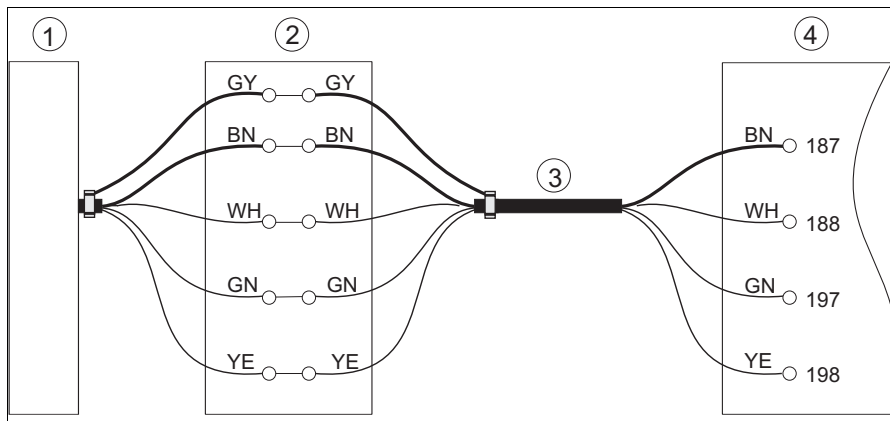 1 2 4
GY GY
BN BN BN 187
3
WH WH WH 188
GN GN GN 197
YE YE YE 198